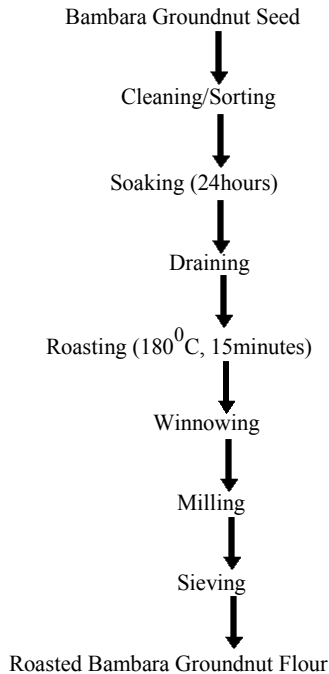 Bambara Groundnut Seed
Cleaning/Sorting
Soaking (24hours)
Draining
Roasting (180⁰C, 15minutes)
Winnowing
Milling
Sieving
Roasted Bambara Groundnut Flour